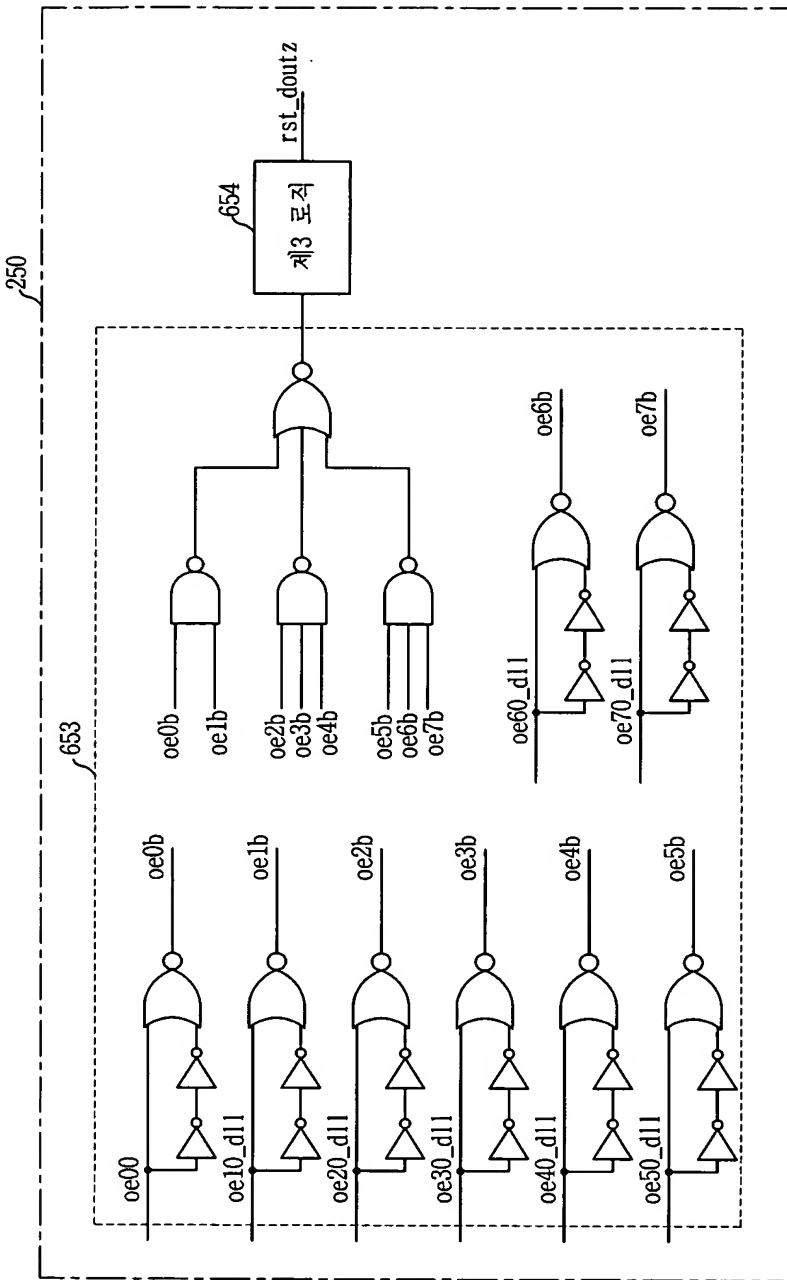 250
654
제3 로직
rst_doutz
653
oe0b
oe1b
oe2b
oe3b
oe4b
oe5b
oe6b
oe7b
oe00
oe0b
oe10_dll
oe1b
oe20_dll
oe2b
oe30_dll
oe3b
oe40_dll
oe4b
oe50_dll
oe5b
oe60_dll
oe6b
oe70_dll
oe7b